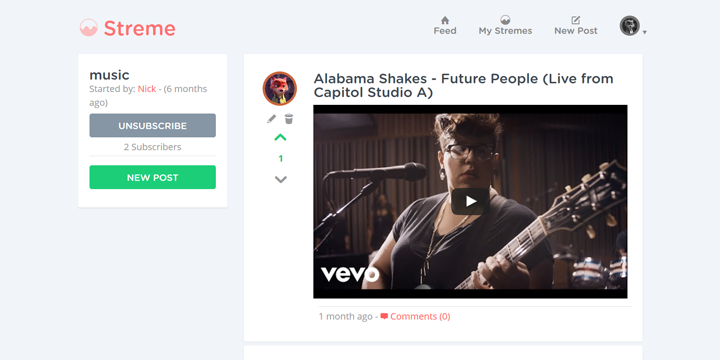 Streme
Feed
My Stremes
New Post
music
Started by: Nick - (6 months
ago)
UNSUBSCRIBE
2 Subscribers
NEW POST
1
Alabama Shakes - Future People (Live from
Capitol Studio A)
vevo
1 month ago - Comments (0)